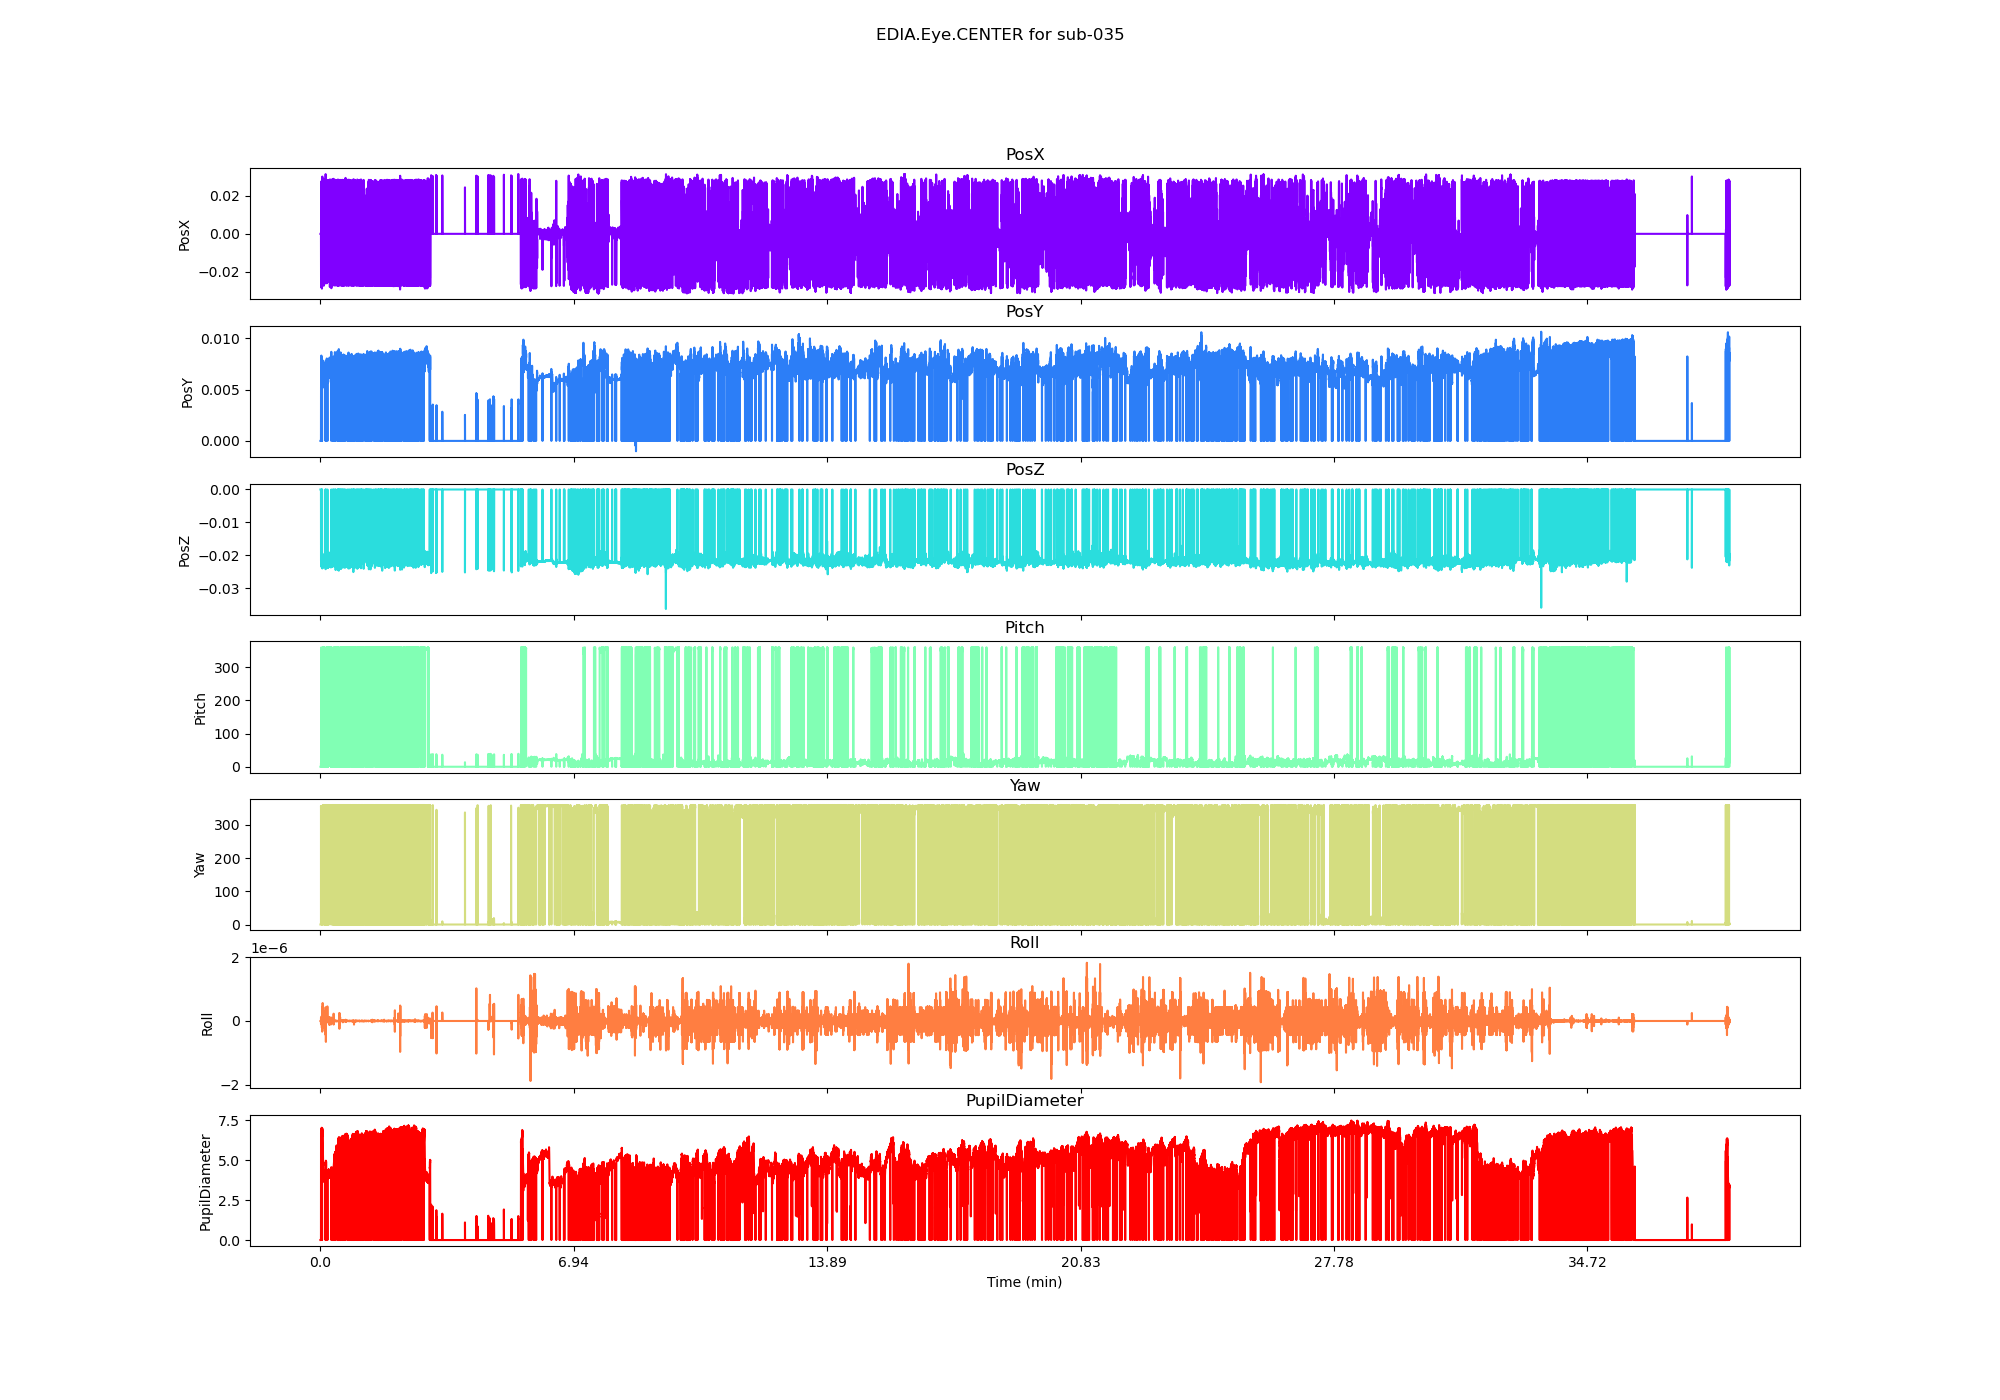 EDIA.Eye.CENTER for sub-035
PosX
PosX
0.02
0.00
−0.02
PosY
PosY
0.010
0.005
0.000
PosZ
PosZ
0.00
−0.01
−0.02
−0.03
Pitch
Pitch
300
200
100
0
Yaw
Yaw
300
200
100
0
1e−6
Roll
Roll
2
0
−2
PupilDiameter
PupilDiameter
7.5
5.0
2.5
0.0
0.0 6.94 13.89 20.83 27.78 34.72
Time (min)